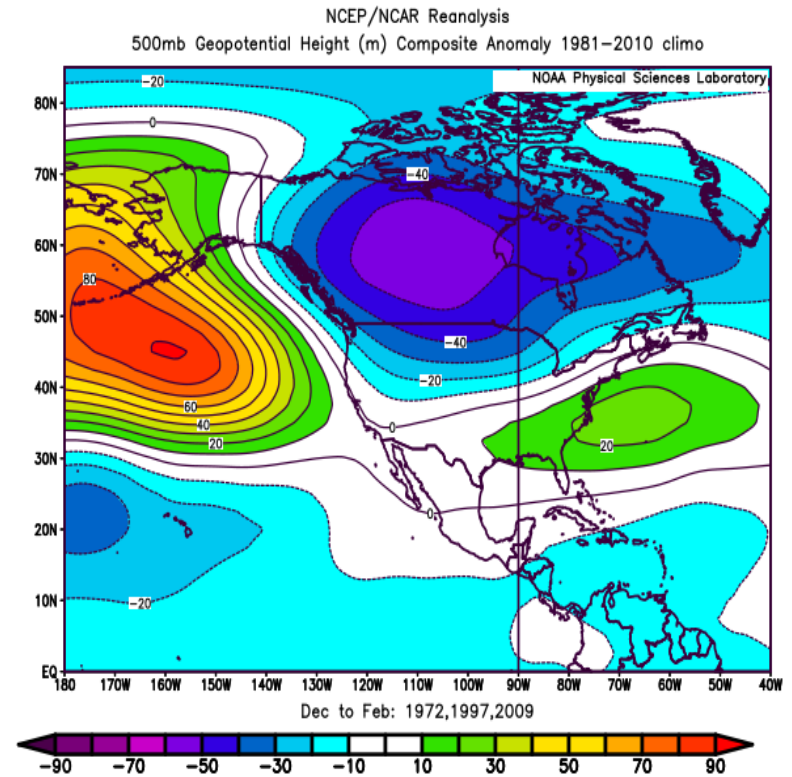 NCEP/NCAR Reanalysis
500mb Geopotential Height (m) Composite Anomaly 1981-2010 climo
NOAA Physical Sciences Laboratory
-20
80N
0
70N
-40
60N
80
50N
-40
-20
40N
60
40
0
20
20
30N
0
20N
10N
-20
EQ
180 170W 160W 150W 140W 130W 120W 110W 100W 90W 80W 70W 60W 50W 40W
Dec to Feb: 1972,1997,2009
-90 -70 -50 -30 -10 10 30 50 70 90